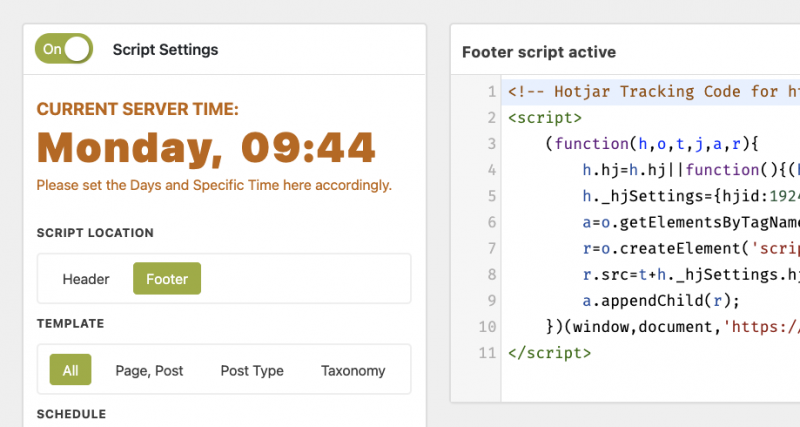 On
Script Settings
CURRENT SERVER TIME:
Monday, 09:44
Please set the Days and Specific Time here accordingly.
SCRIPT LOCATION
Header Footer
TEMPLATE
All Page, Post Post Type Taxonomy
SCHEDULE
Footer script active
1 <!-- Hotjar Tracking Code for h
2 <script>
3 (function(h,o,t,j,a,r){
4 h.hj=h.hj||function(){(
5 h._hjSettings={hjid:1924
6 a=o.getElementsByTagName
7 r=o.createElement('scrip
8 r.src=t+h._hjSettings.hj
9 a.appendChild(r);
10 })(window,document,'https:/
11 </script>